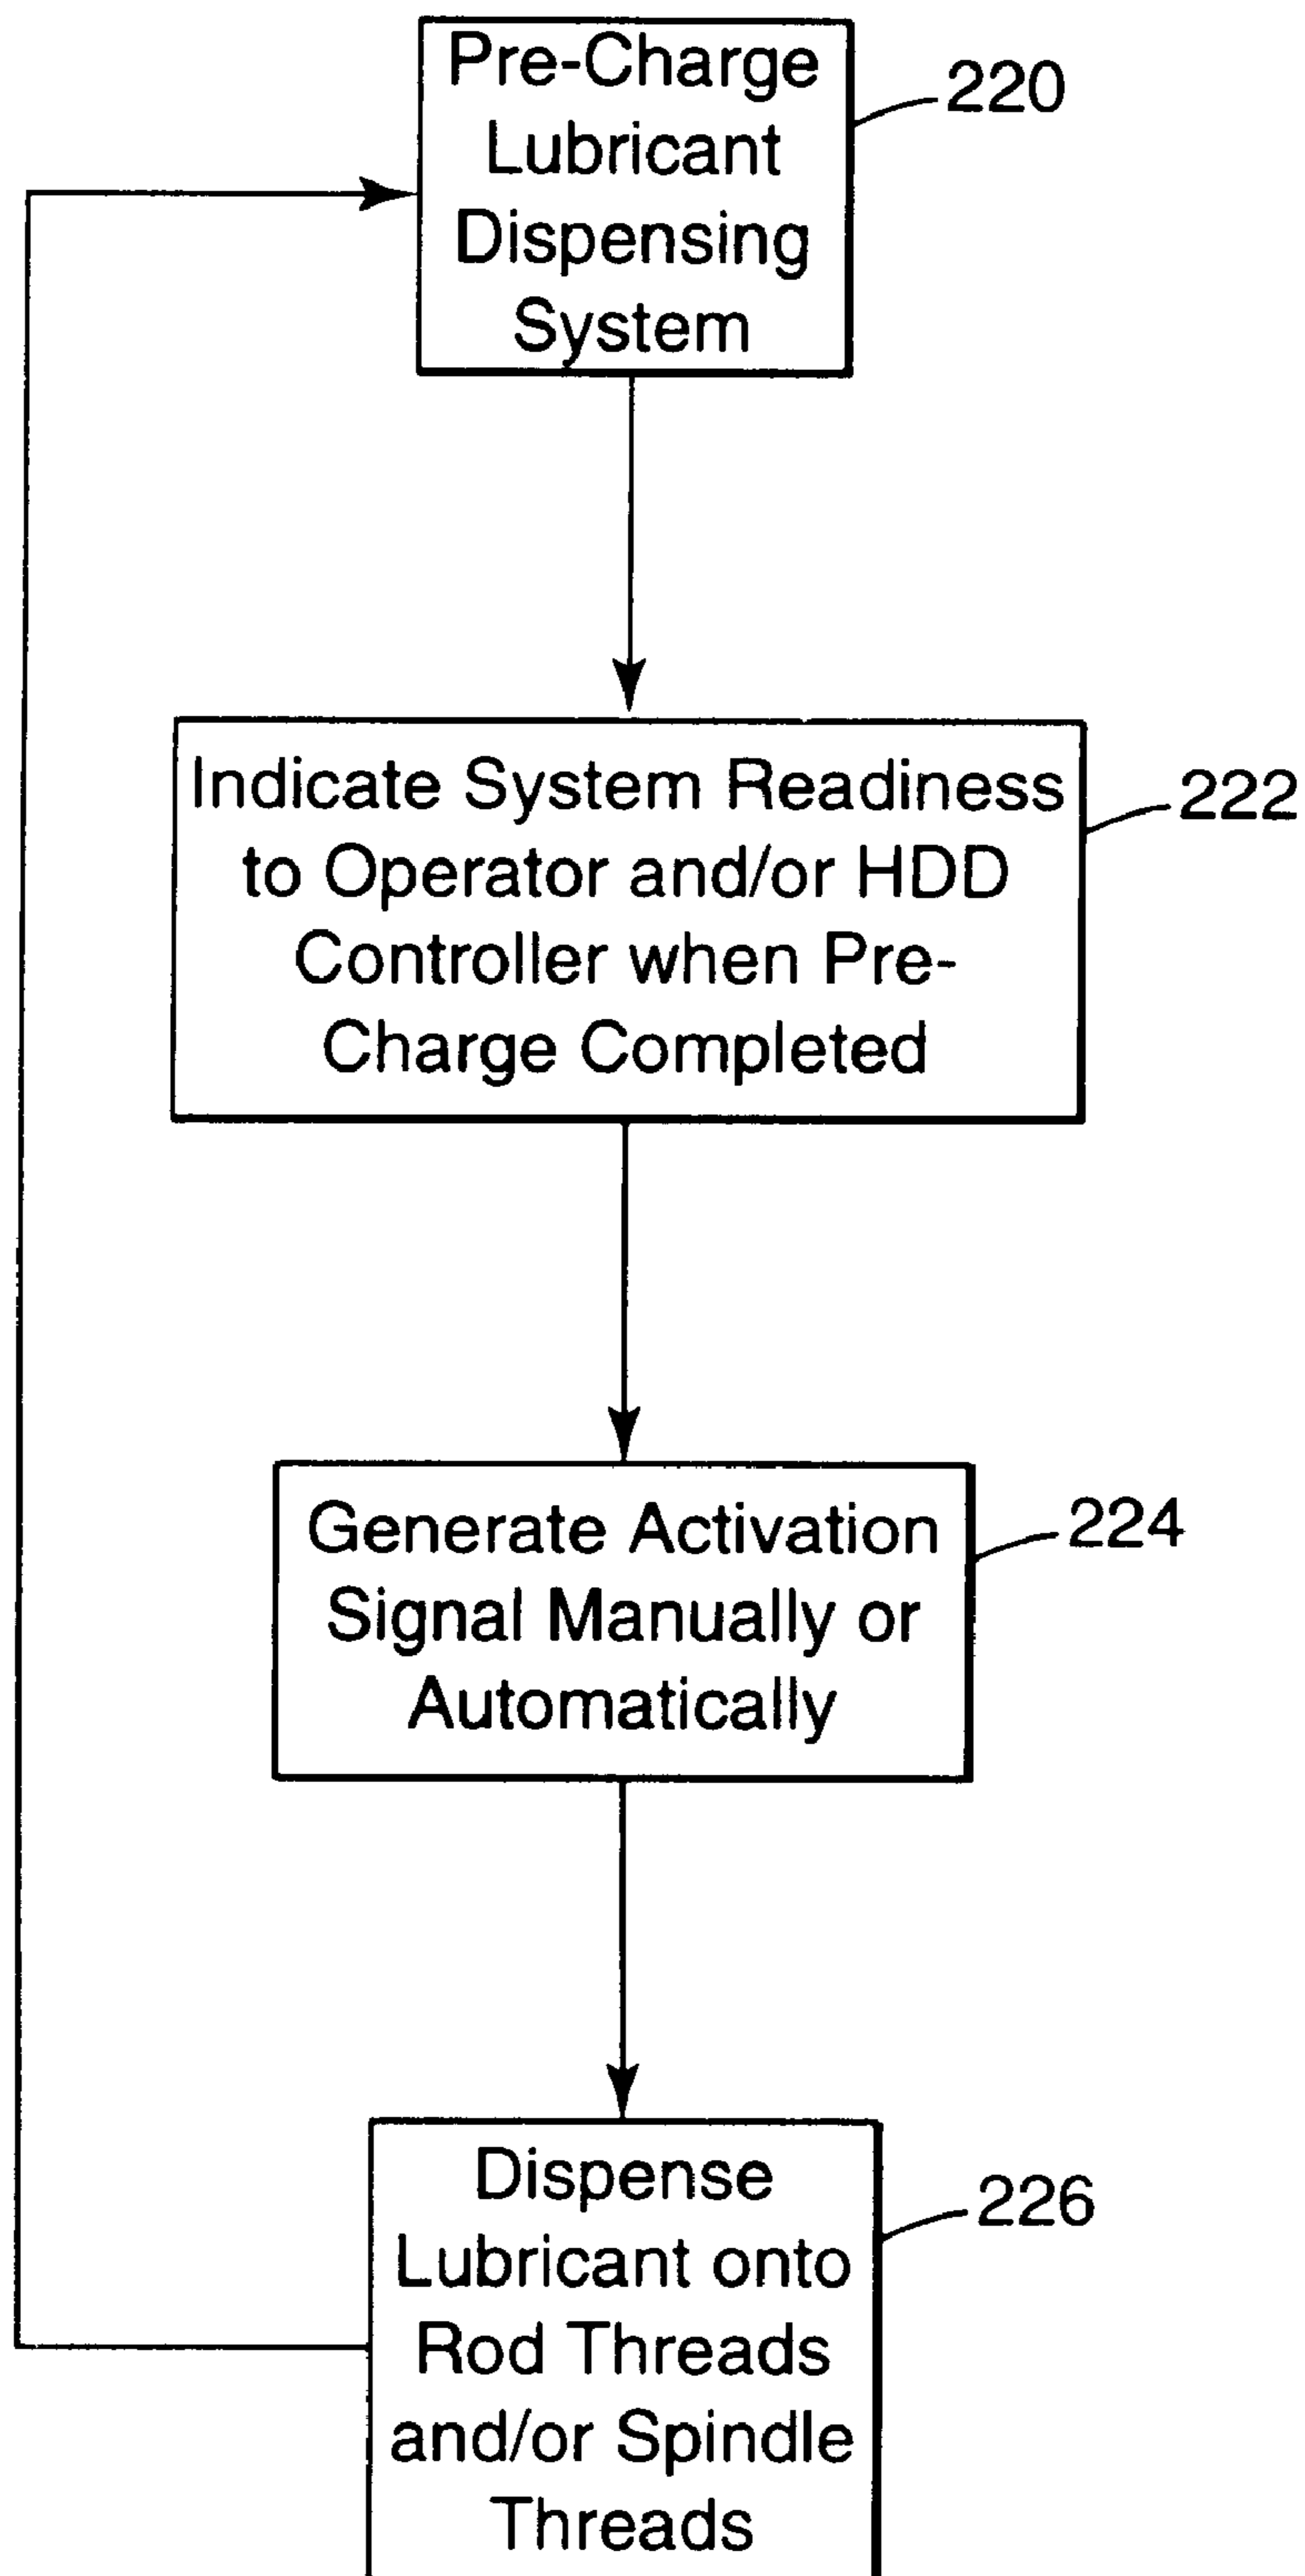 Pre-Charge
Lubricant
Dispensing
System
220
Indicate System Readiness
to Operator and/or HDD
Controller when Pre-
Charge Completed
222
Generate Activation
Signal Manually or
Automatically
224
Dispense
Lubricant onto
Rod Threads
and/or Spindle
Threads
226